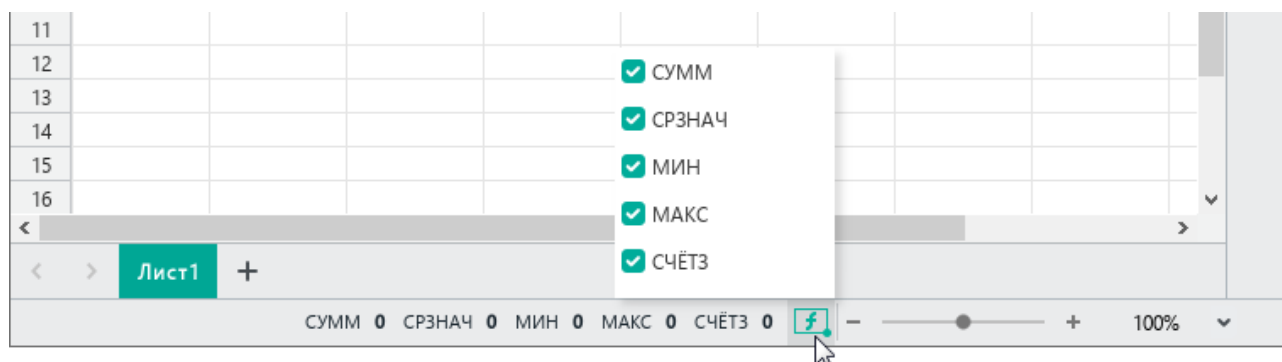 11
12
СУММ
13
СРЗНАЧ
14
15
МИН
16
МАКС
СЧЁТЗ
Лист1 +
СУММ 0 СРЗНАЧ 0 МИН 0 МАКС 0 СЧЁТЗ 0 − + 100%